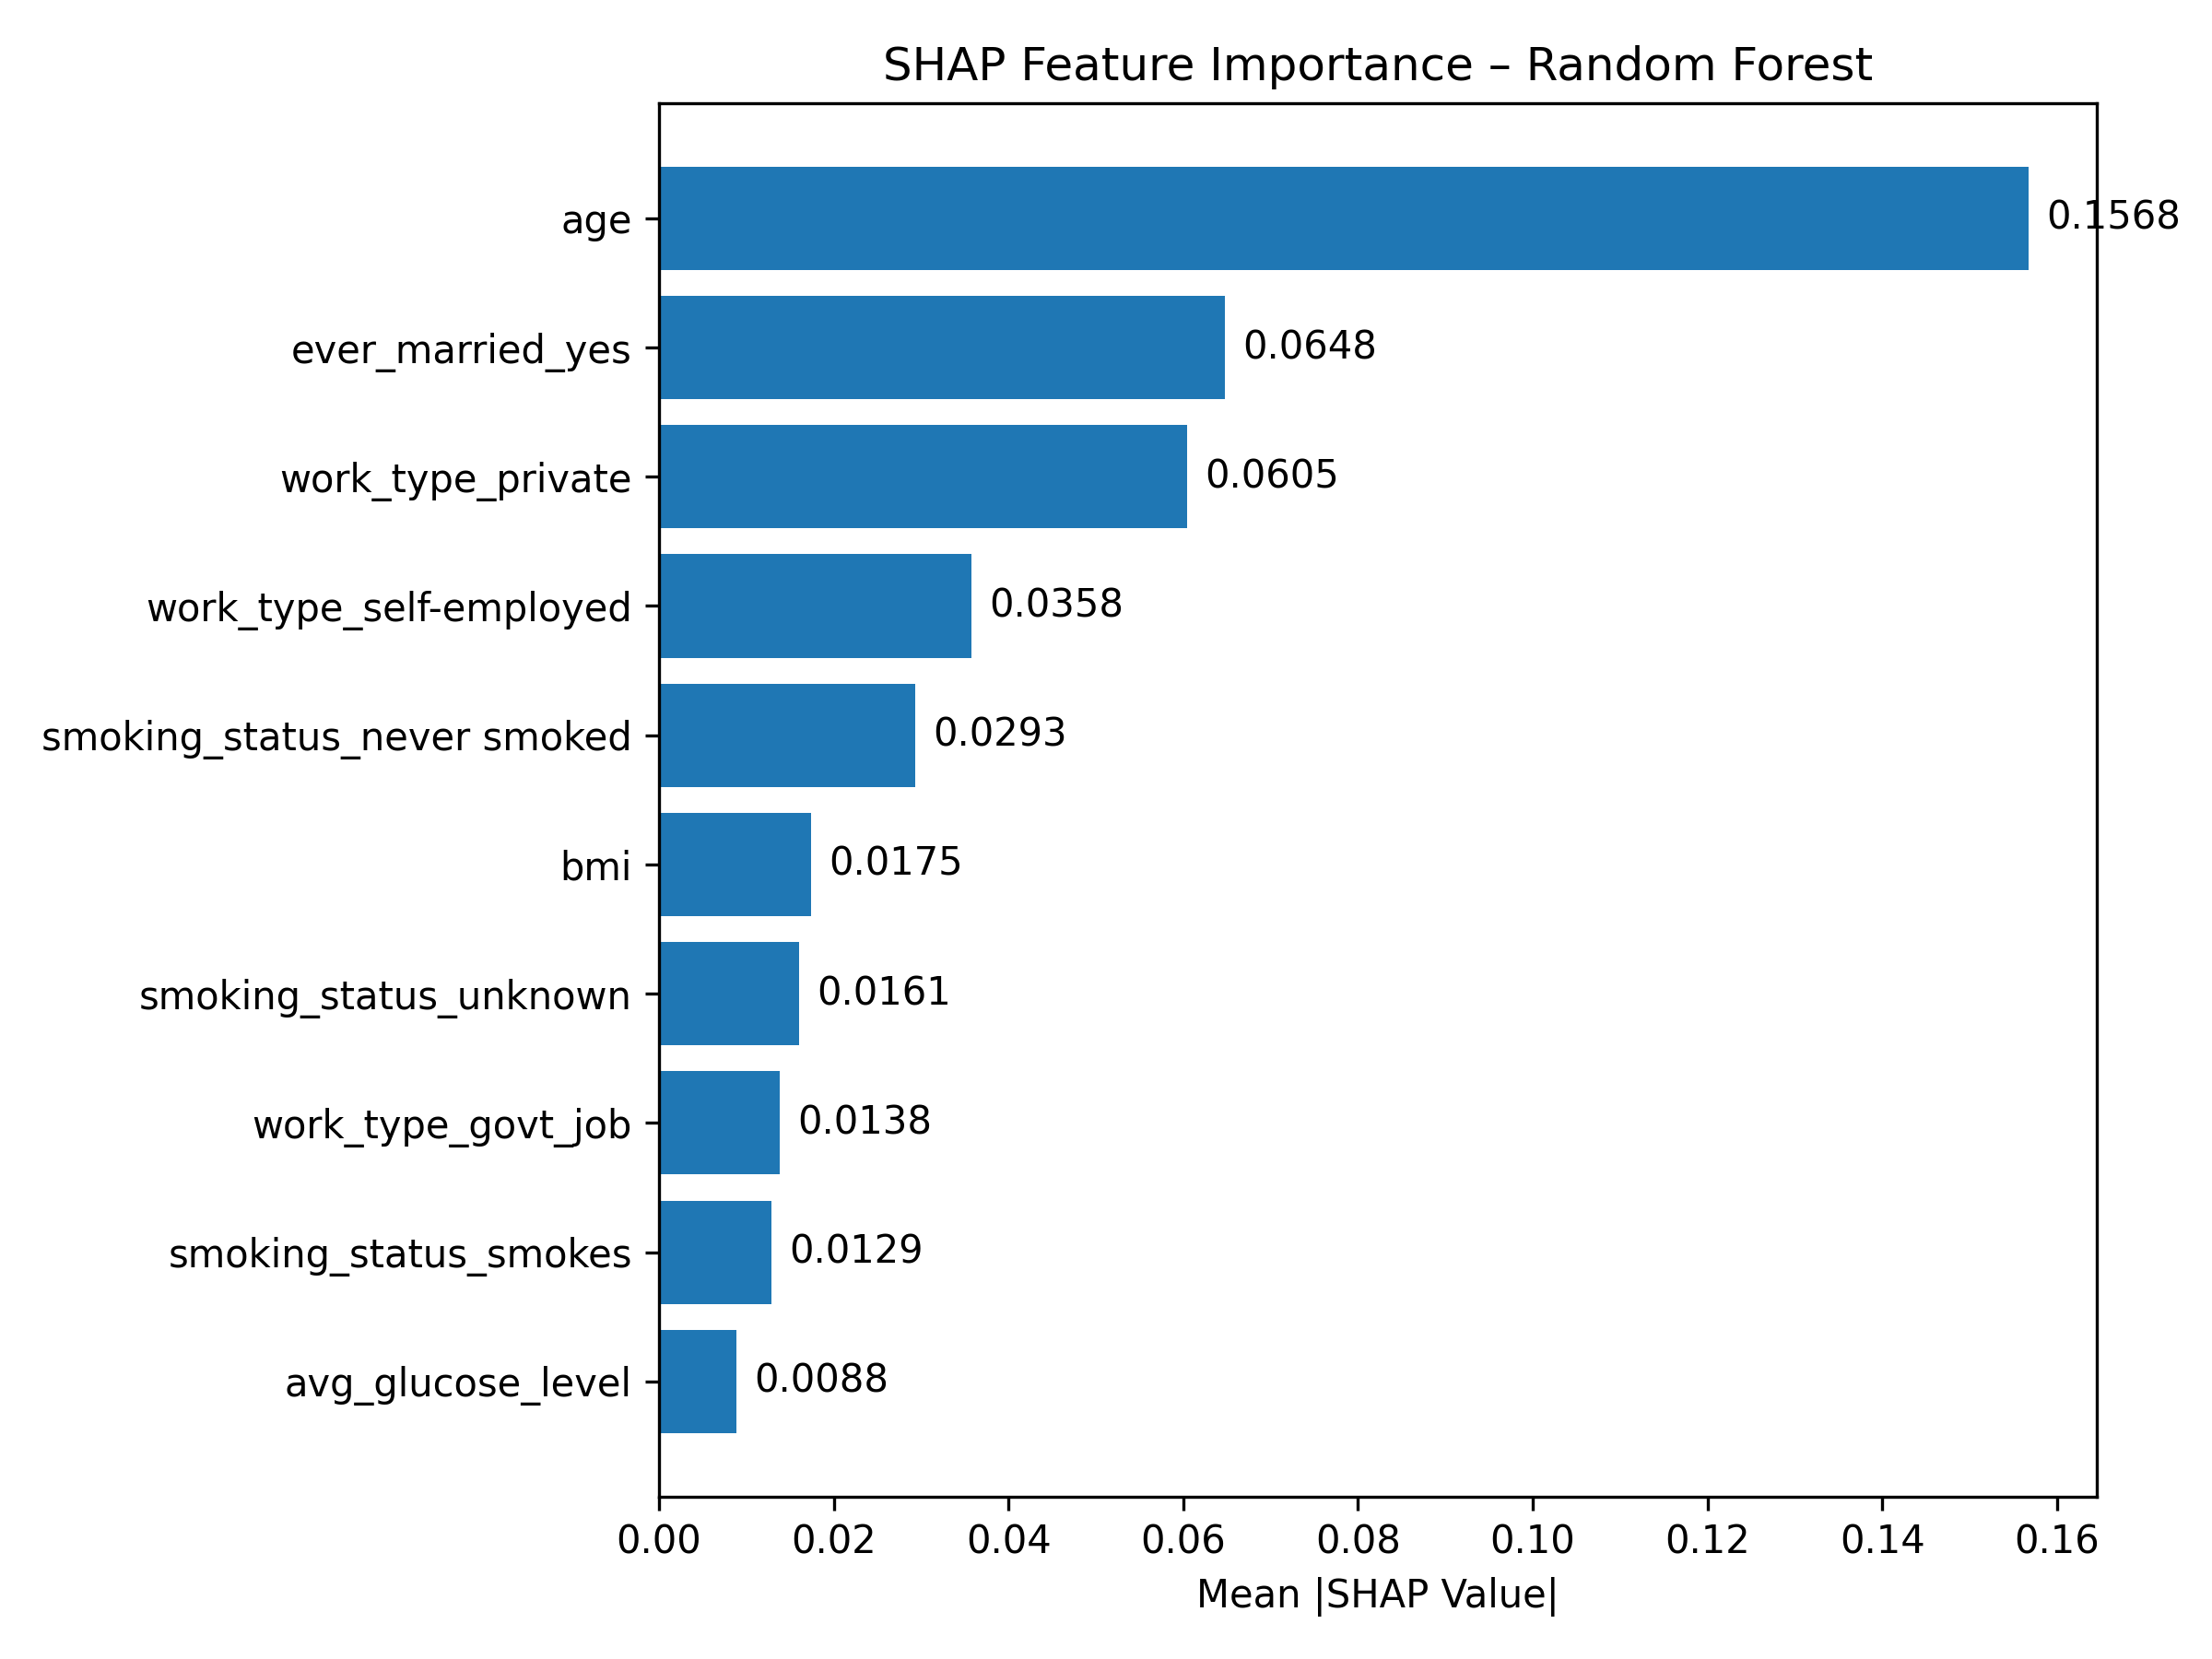 SHAP Feature Importance – Random Forest
age 0.1568
ever_married_yes 0.0648
work_type_private 0.0605
work_type_self-employed 0.0358
smoking_status_never smoked 0.0293
bmi 0.0175
smoking_status_unknown 0.0161
work_type_govt_job 0.0138
smoking_status_smokes 0.0129
avg_glucose_level 0.0088
0.00 0.02 0.04 0.06 0.08 0.10 0.12 0.14 0.16
Mean |SHAP Value|